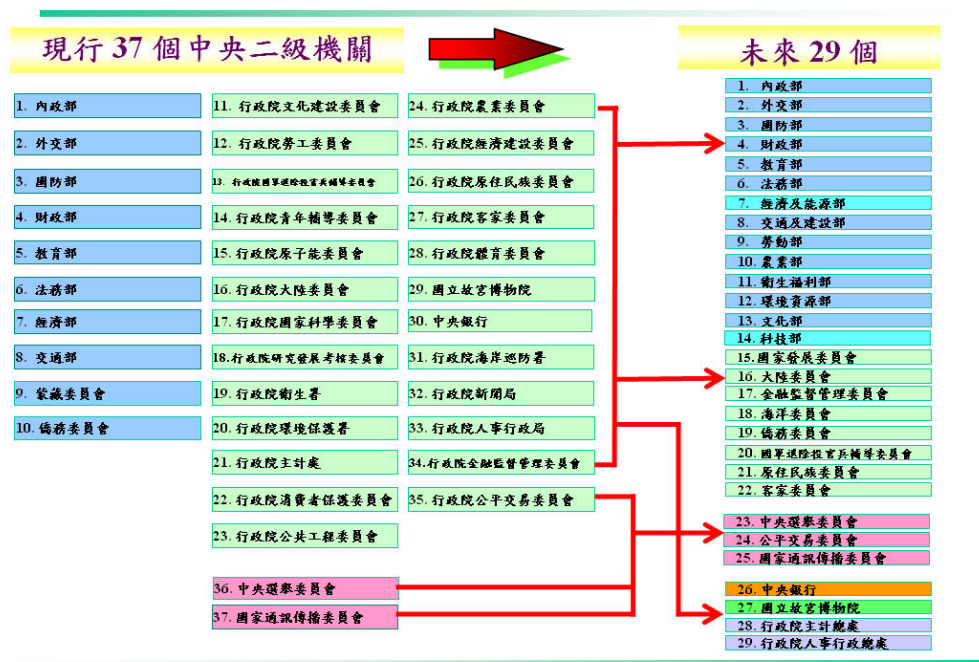 現行 37 個中央二級機關
未來 29 個
1. 內政部
2. 外交部
3. 國防部
4. 財政部
5. 教育部
6. 法務部
7. 經濟部
8. 交通部
9. 蒙藏委員會
10. 僑務委員會
11. 行政院文化建設委員會
12. 行政院勞工委員會
13. 行政院國軍退除役官兵輔導委員會
14. 行政院青年輔導委員會
15. 行政院原子能委員會
16. 行政院大陸委員會
17. 行政院國家科學委員會
18.行政院研究發展考核委員會
19. 行政院衛生署
20. 行政院環境保護署
21. 行政院主計處
22. 行政院消費者保護委員會
23. 行政院公共工程委員會
36. 中央選舉委員會
37. 國家通訊傳播委員會
24. 行政院農業委員會
25. 行政院經濟建設委員會
26. 行政院原住民族委員會
27. 行政院客家委員會
28. 行政院體育委員會
29. 國立故宮博物院
30. 中央銀行
31. 行政院海岸巡防署
32. 行政院新聞局
33. 行政院人事行政局
34.行政院金融監督管理委員會
35. 行政院公平交易委員會
1. 內政部
2. 外交部
3. 國防部
4. 財政部
5. 教育部
6. 法務部
7. 經濟及能源部
8. 交通及建設部
9. 勞動部
10. 農業部
11. 衛生福利部
12. 環境資源部
13. 文化部
14. 科技部
15.國家發展委員會
16. 大陸委員會
17. 金融監督管理委員會
18. 海洋委員會
19. 僑務委員會
20. 國軍退除役官兵輔導委員會
21. 原住民族委員會
22. 客家委員會
23. 中央選舉委員會
24. 公平交易委員會
25. 國家通訊傳播委員會
26. 中央銀行
27. 國立故宮博物院
28. 行政院主計總處
29. 行政院人事行政總處